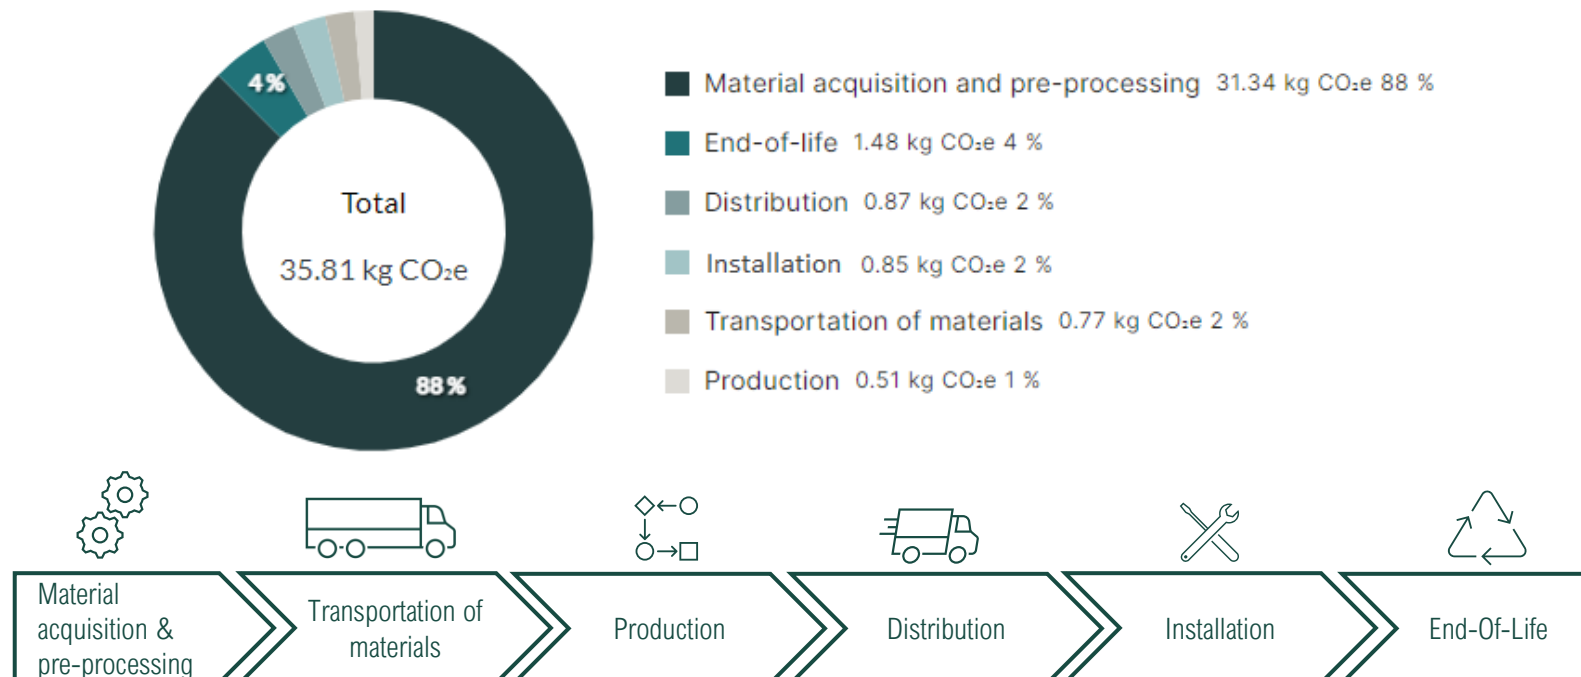 4%
Total
35.81 kg CO₂e
88%
Material acquisition and pre-processing 31.34 kg CO₂e 88 %
End-of-life 1.48 kg CO₂e 4 %
Distribution 0.87 kg CO₂e 2 %
Installation 0.85 kg CO₂e 2 %
Transportation of materials 0.77 kg CO₂e 2 %
Production 0.51 kg CO₂e 1 %
Material
acquisition &
pre-processing
Transportation of
materials
Production
Distribution
Installation
End-Of-Life